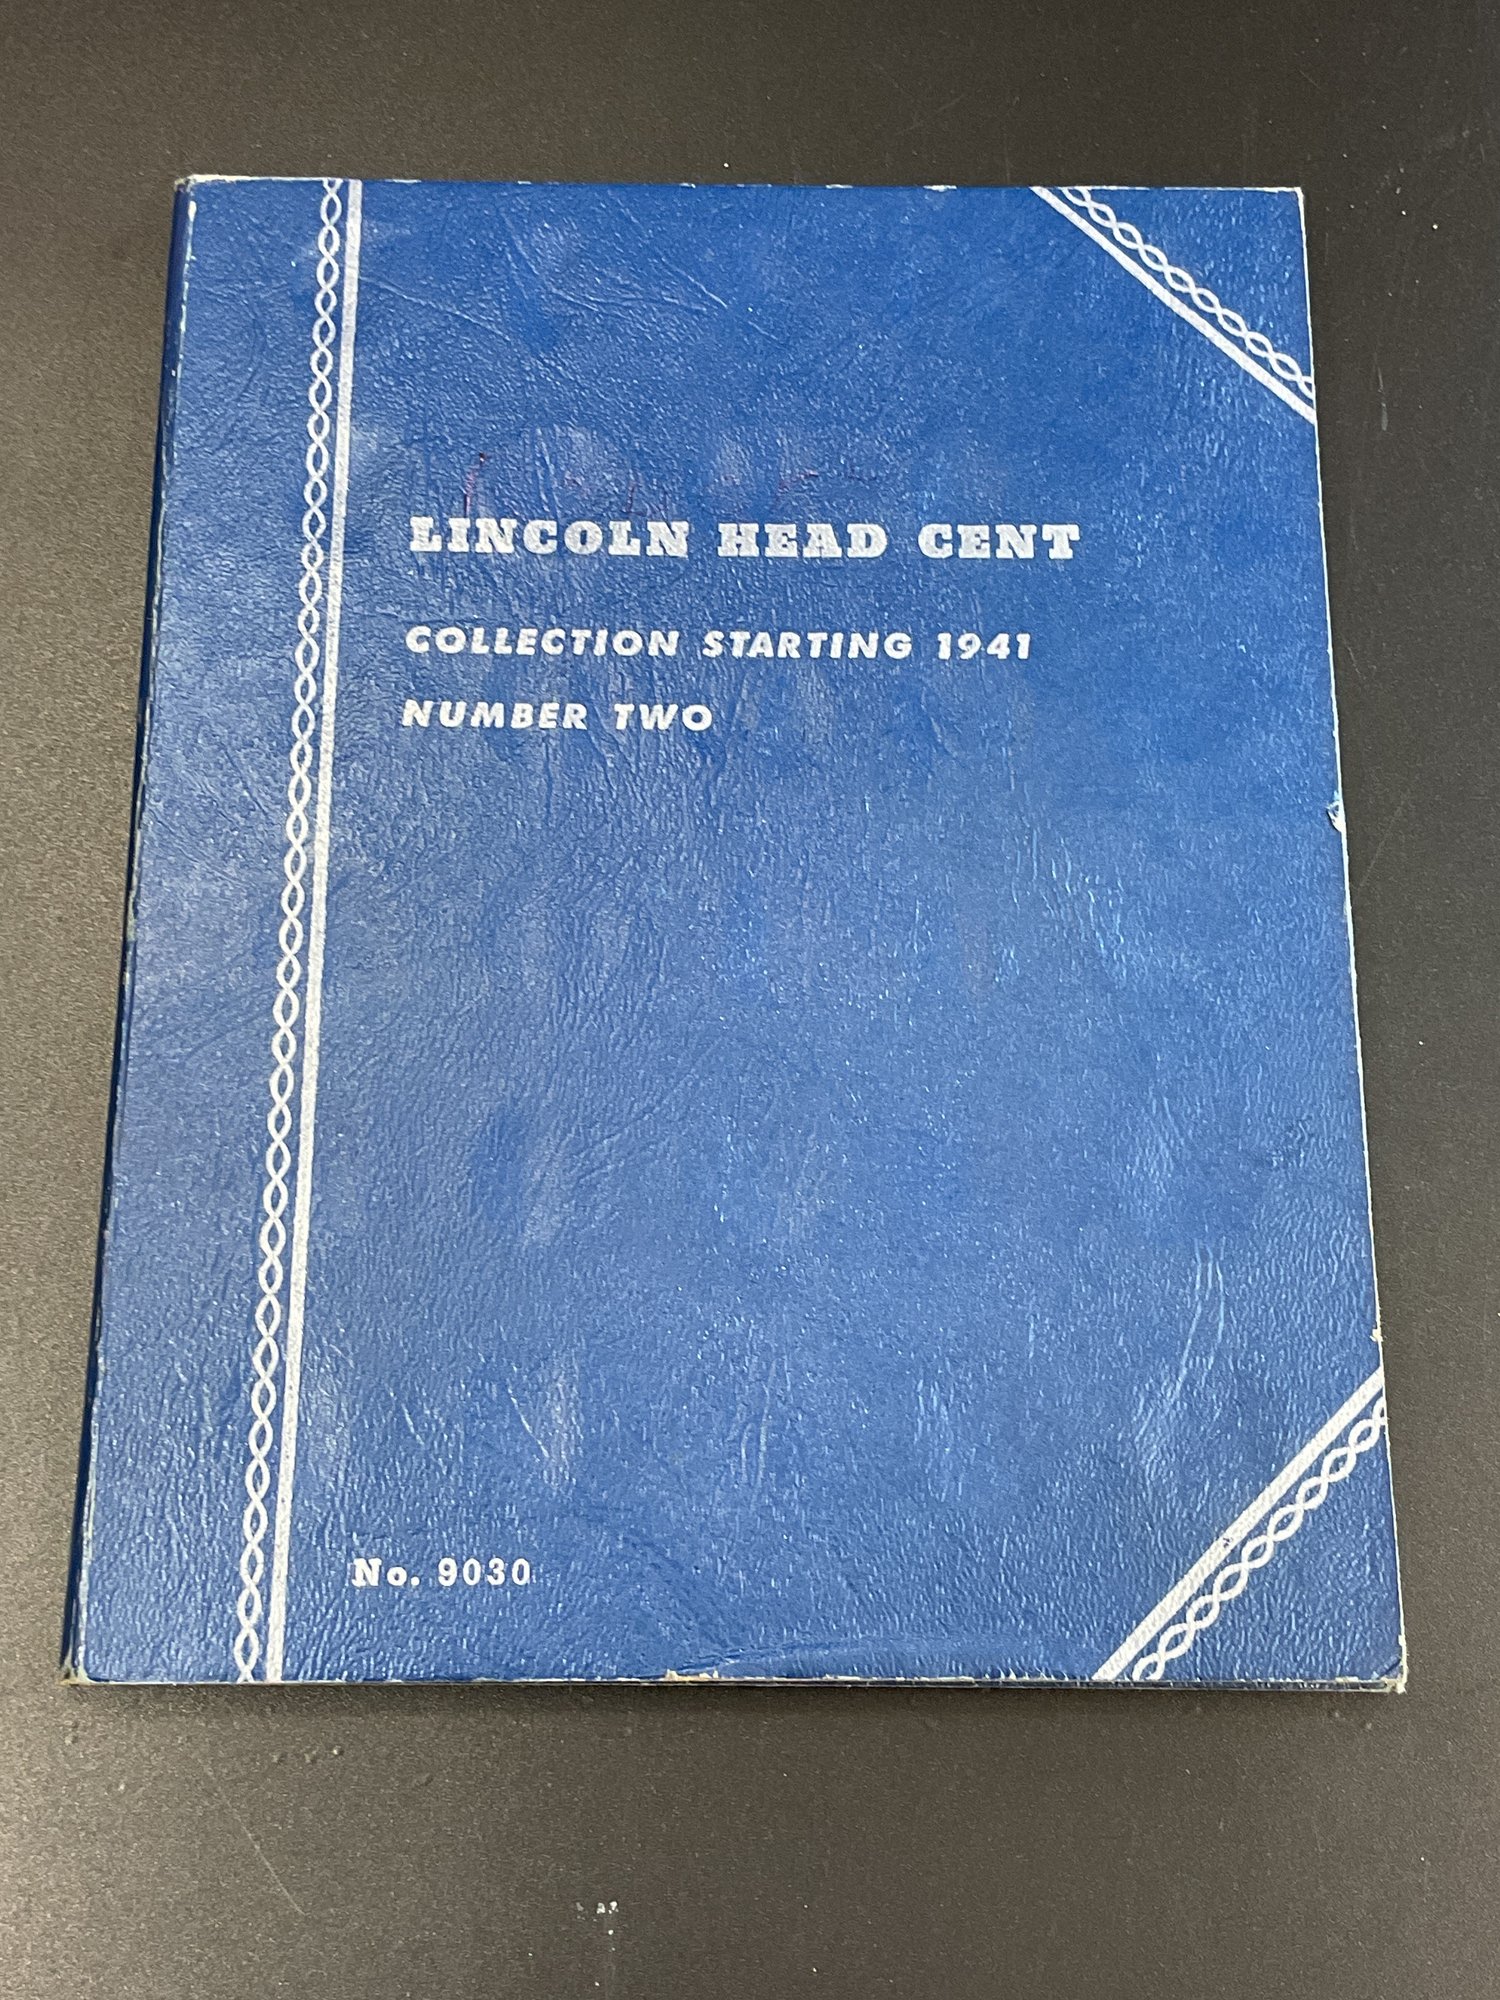 LINCOLN HEAD CENT
COLLECTION STARTING 1941
NUMBER TWO
No. 9030